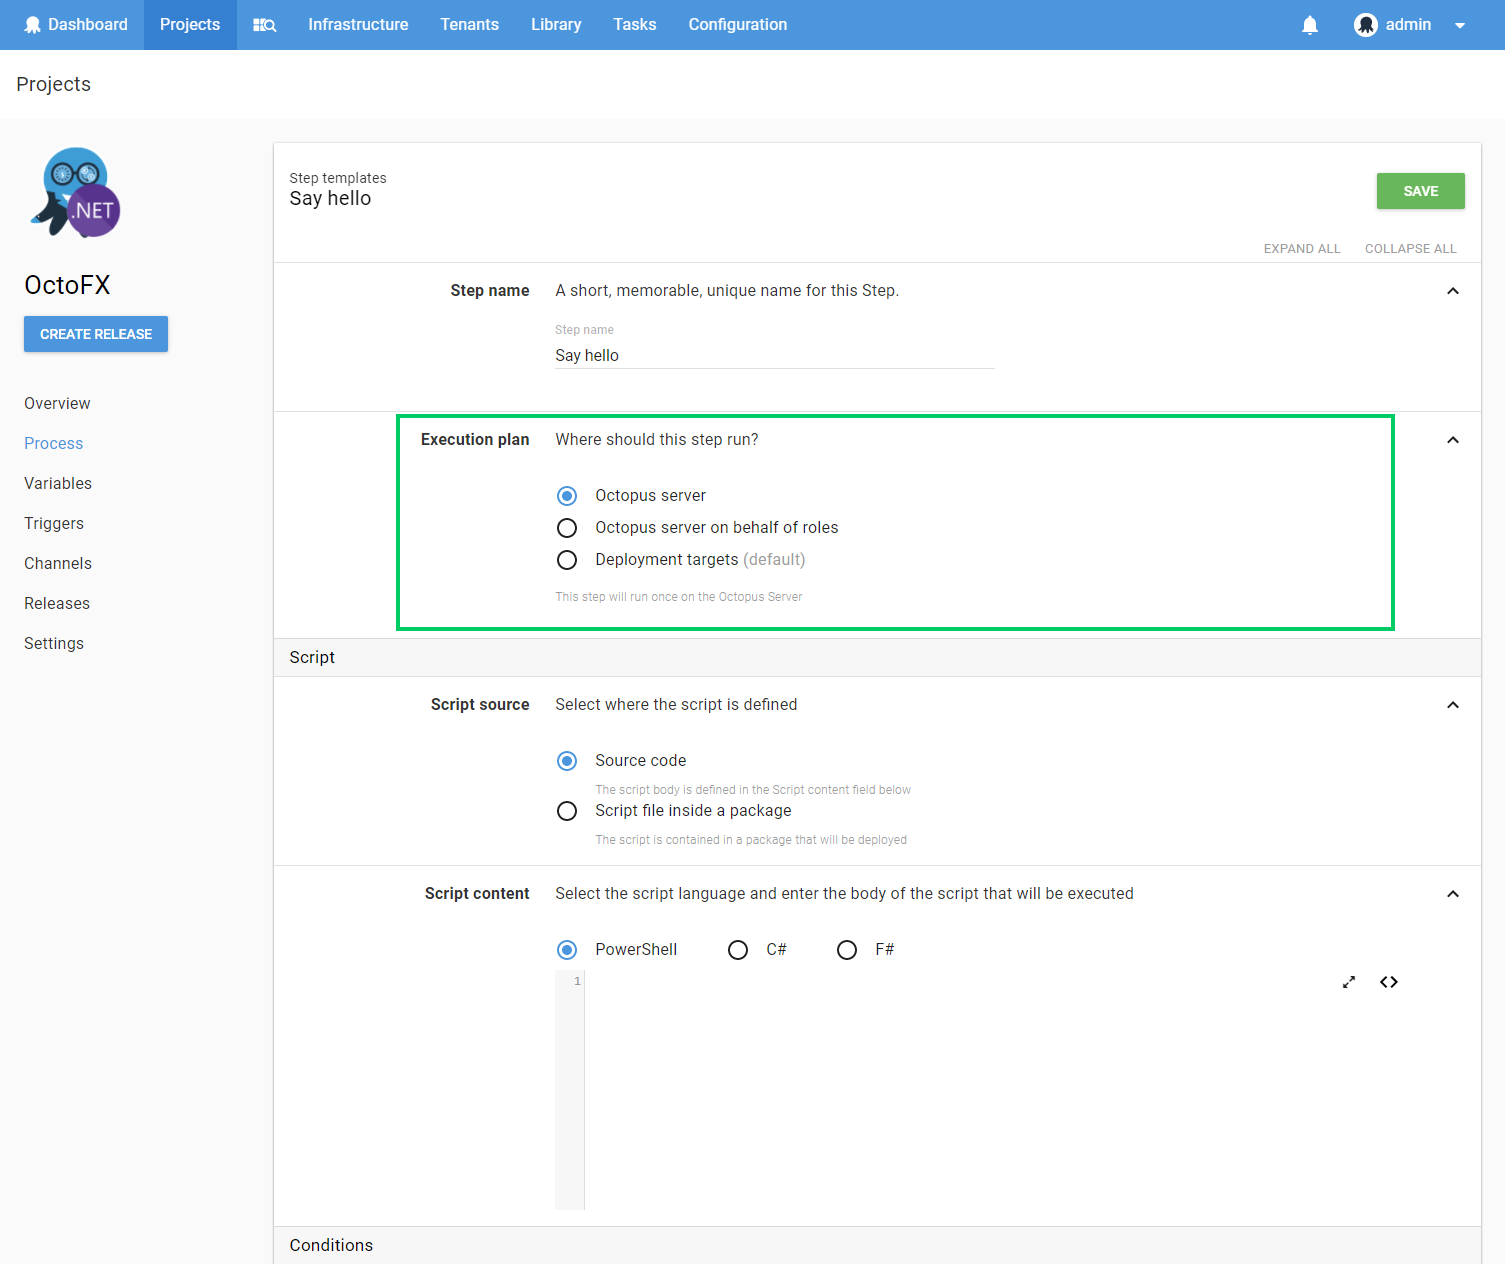 Dashboard Projects Infrastructure Tenants Library Tasks Configuration admin
Projects
.NET
OctoFX
CREATE RELEASE
Overview
Process
Variables
Triggers
Channels
Releases
Settings
Step templates
Say hello
SAVE
EXPAND ALL COLLAPSE ALL
Step name A short, memorable, unique name for this Step.
Step name
Say hello
Execution plan Where should this step run?
Octopus server
Octopus server on behalf of roles
Deployment targets (default)
This step will run once on the Octopus Server
Script
Script source Select where the script is defined
Source code
The script body is defined in the Script content field below
Script file inside a package
The script is contained in a package that will be deployed
Script content Select the script language and enter the body of the script that will be executed
PowerShell C# F#
1
Conditions